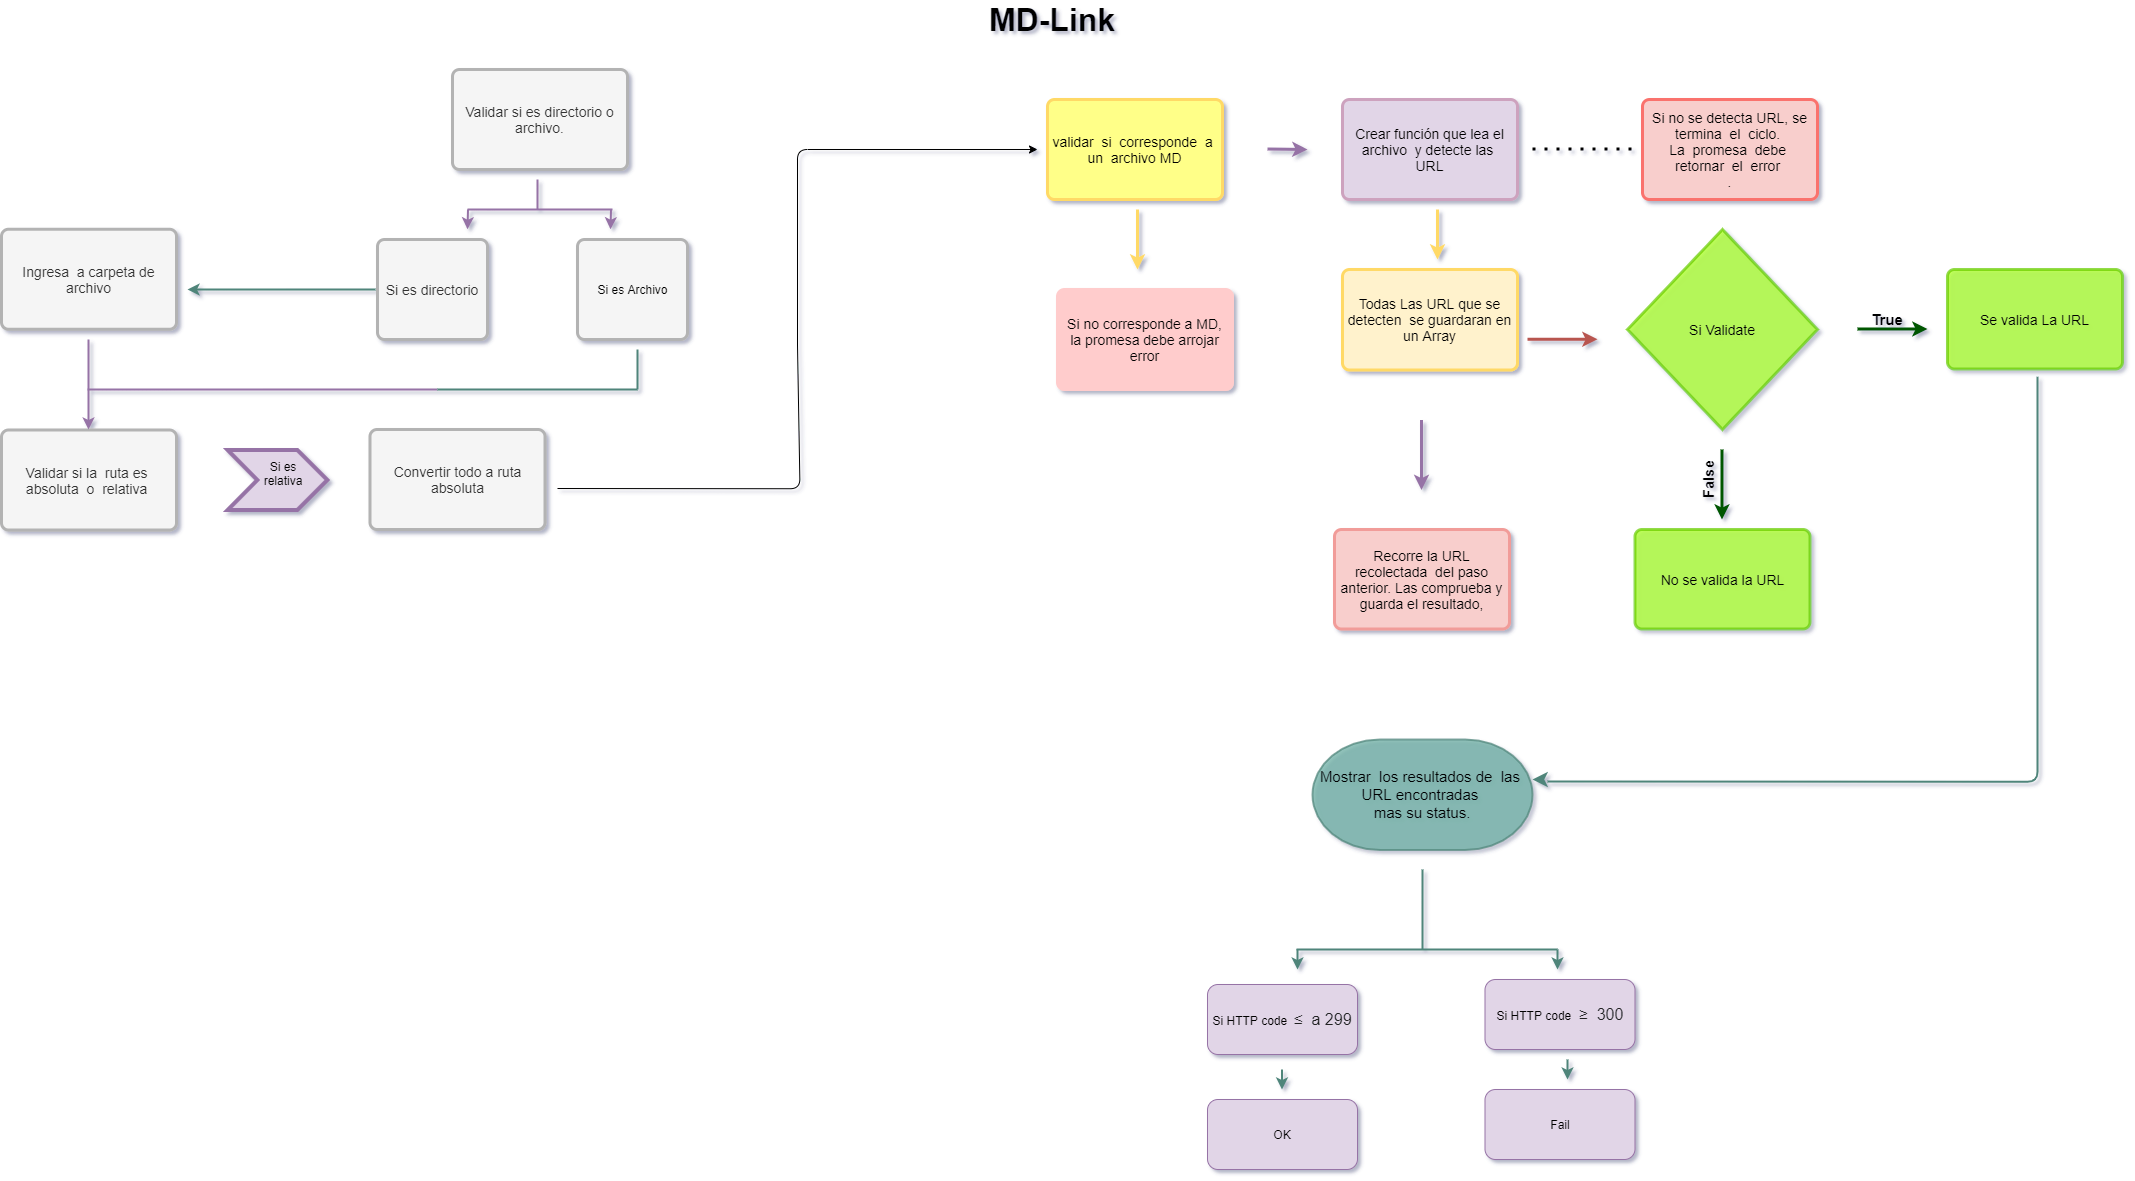 MD-Link
Validar si es directorio o
archivo.
Ingresa a carpeta de
archivo
Si es directorio
Si es Archivo
Validar si la ruta es
absoluta o relativa
Si es
relativa
Convertir todo a ruta
absoluta
validar si corresponde a
un archivo MD
Si no corresponde a MD,
la promesa debe arrojar
error
Crear función que lea el
archivo y detecte las
URL
Si no se detecta URL, se
termina el ciclo.
La promesa debe
retornar el error
.
Todas Las URL que se
detecten se guardaran en
un Array
Si Validate
True
Se valida La URL
False
No se valida la URL
Recorre la URL
recolectada del paso
anterior. Las comprueba y
guarda el resultado,
Mostrar los resultados de las
URL encontradas
mas su status.
Si HTTP code ≤ a 299
Si HTTP code ≥ 300
OK
Fail